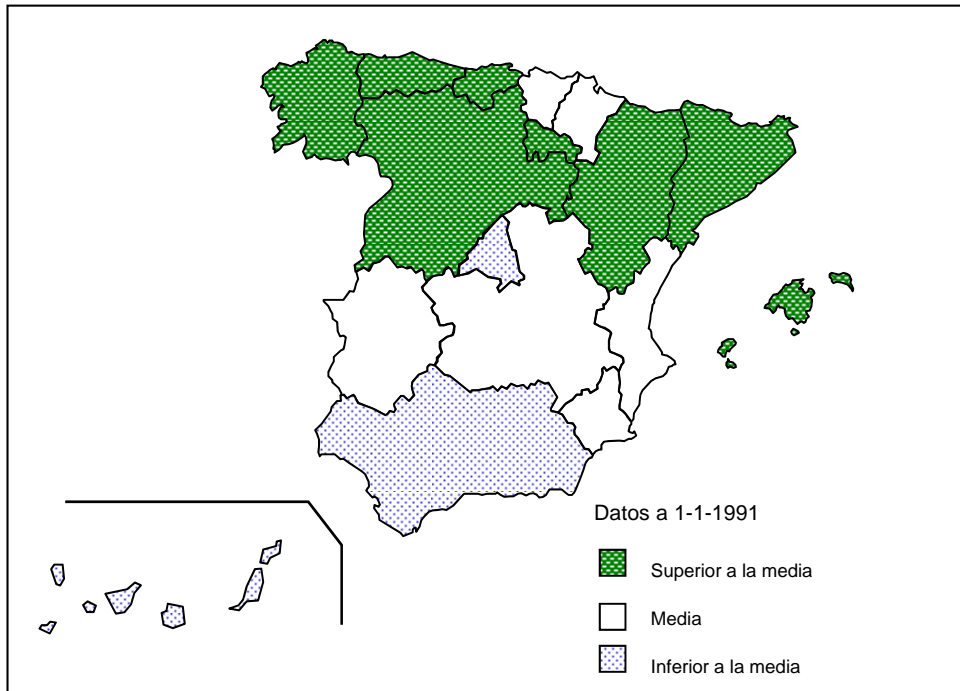 Datos a 1-1-1991
Superior a la media
Media
Inferior a la media